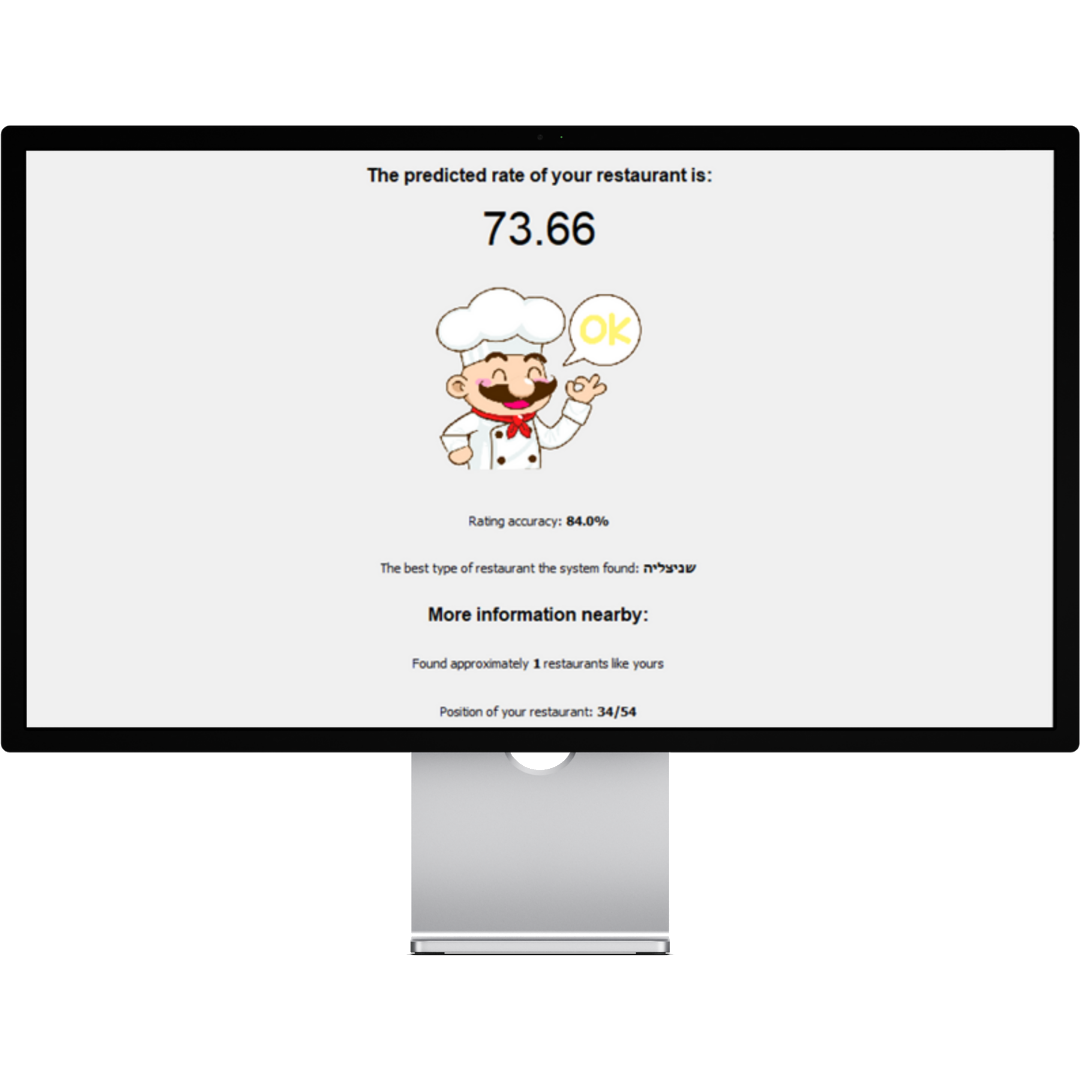 The predicted rate of your restaurant is:
73.66
OK
Rating accuracy: 84.0%
The best type of restaurant the system found: שניצליה
More information nearby:
Found approximately 1 restaurants like yours
Position of your restaurant: 34/54